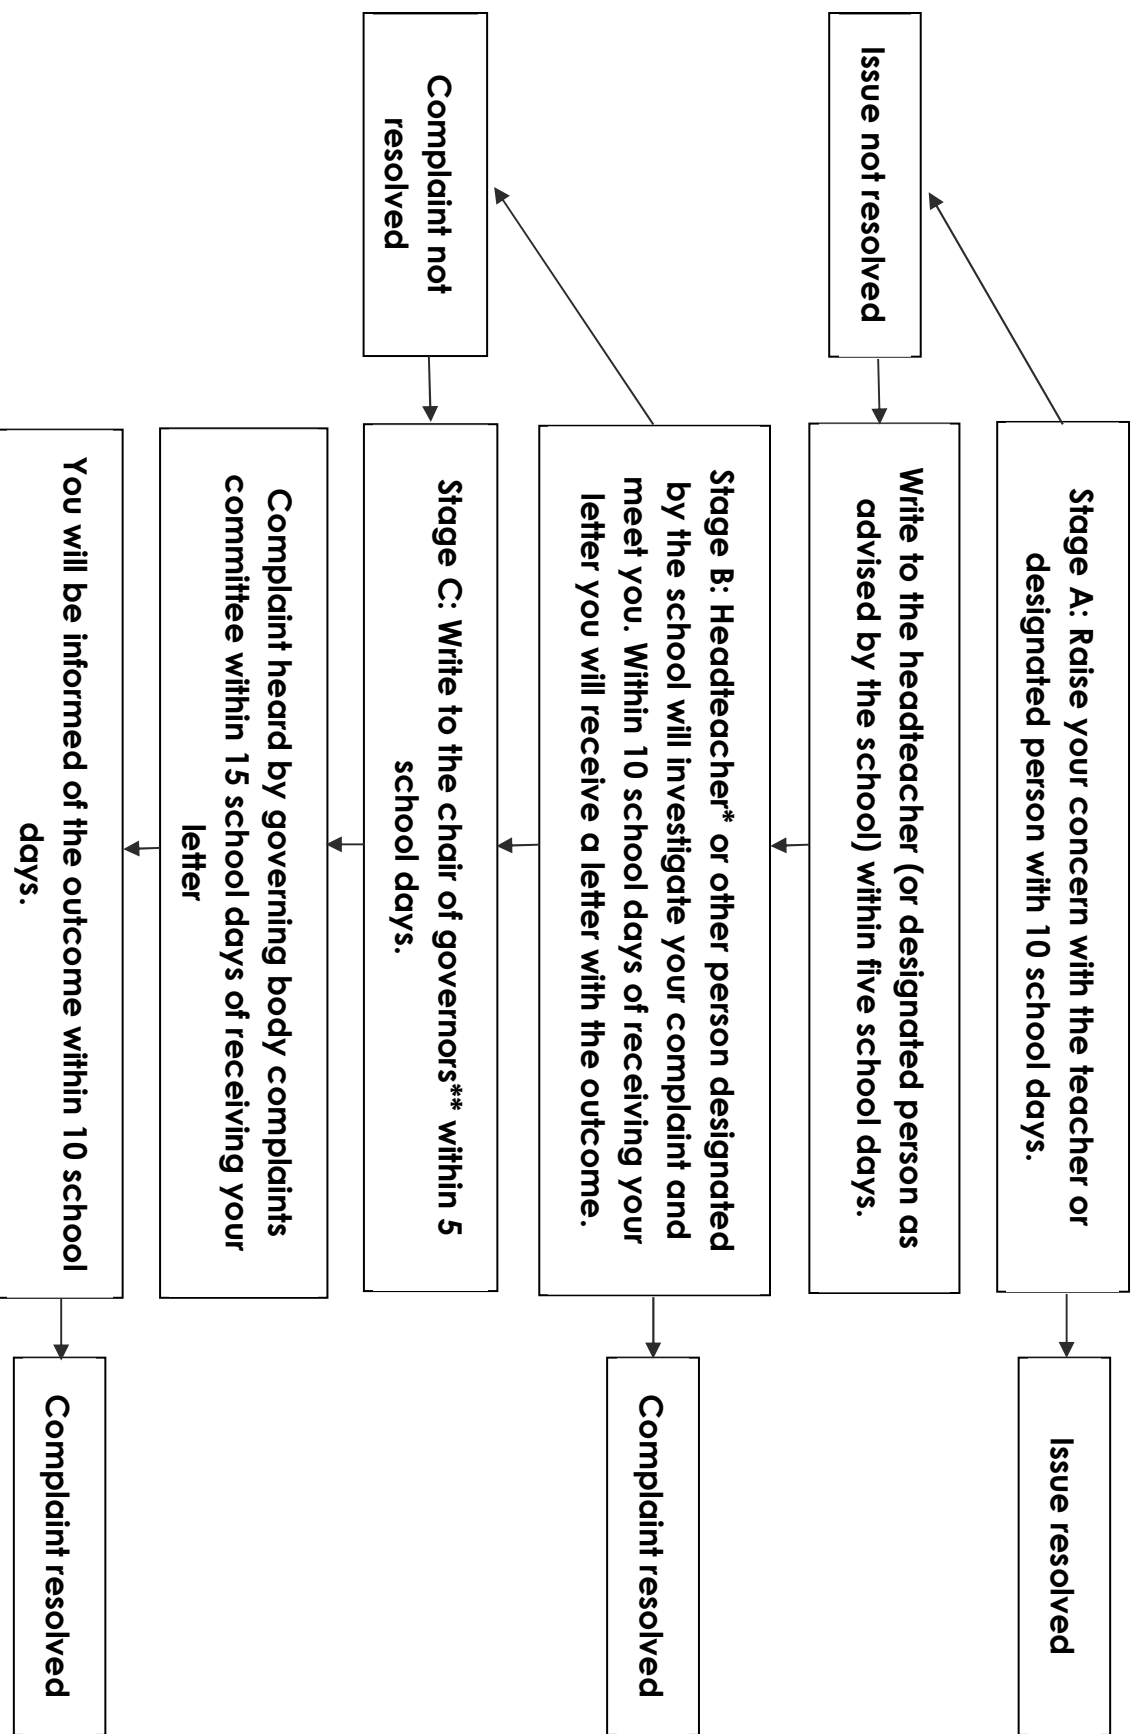 Stage A: Raise your concern with the teacher or
designated person with 10 school days.
Issue resolved
Issue not resolved
Write to the headteacher (or designated person as
advised by the school) within five school days.
Stage B: Headteacher* or other person designated
by the school will investigate your complaint and
meet you. Within 10 school days of receiving your
letter you will receive a letter with the outcome.
Complaint resolved
Complaint not
resolved
Stage C: Write to the chair of governors** within 5
school days.
Complaint heard by governing body complaints
committee within 15 school days of receiving your
letter
You will be informed of the outcome within 10 school
days.
Complaint resolved